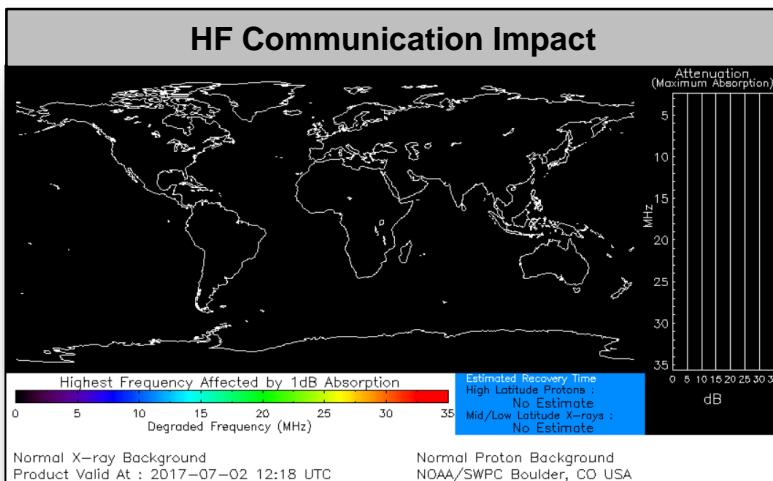 HF Communication Impact
Attenuation
(Maximum Absorption)
5
10
15
20
25
30
35
MHz
0 5 10 15 20 25 30 3
dB
Highest Frequency Affected by 1dB Absorption
0 5 10 15 20 25 30 35
Degraded Frequency (MHz)
Estimated Recovery Time
High Latitude Protons :
No Estimate
Mid/Low Latitude X-rays :
No Estimate
Normal X-ray Background
Product Valid At : 2017-07-02 12:18 UTC
Normal Proton Background
NOAA/SWPC Boulder, CO USA